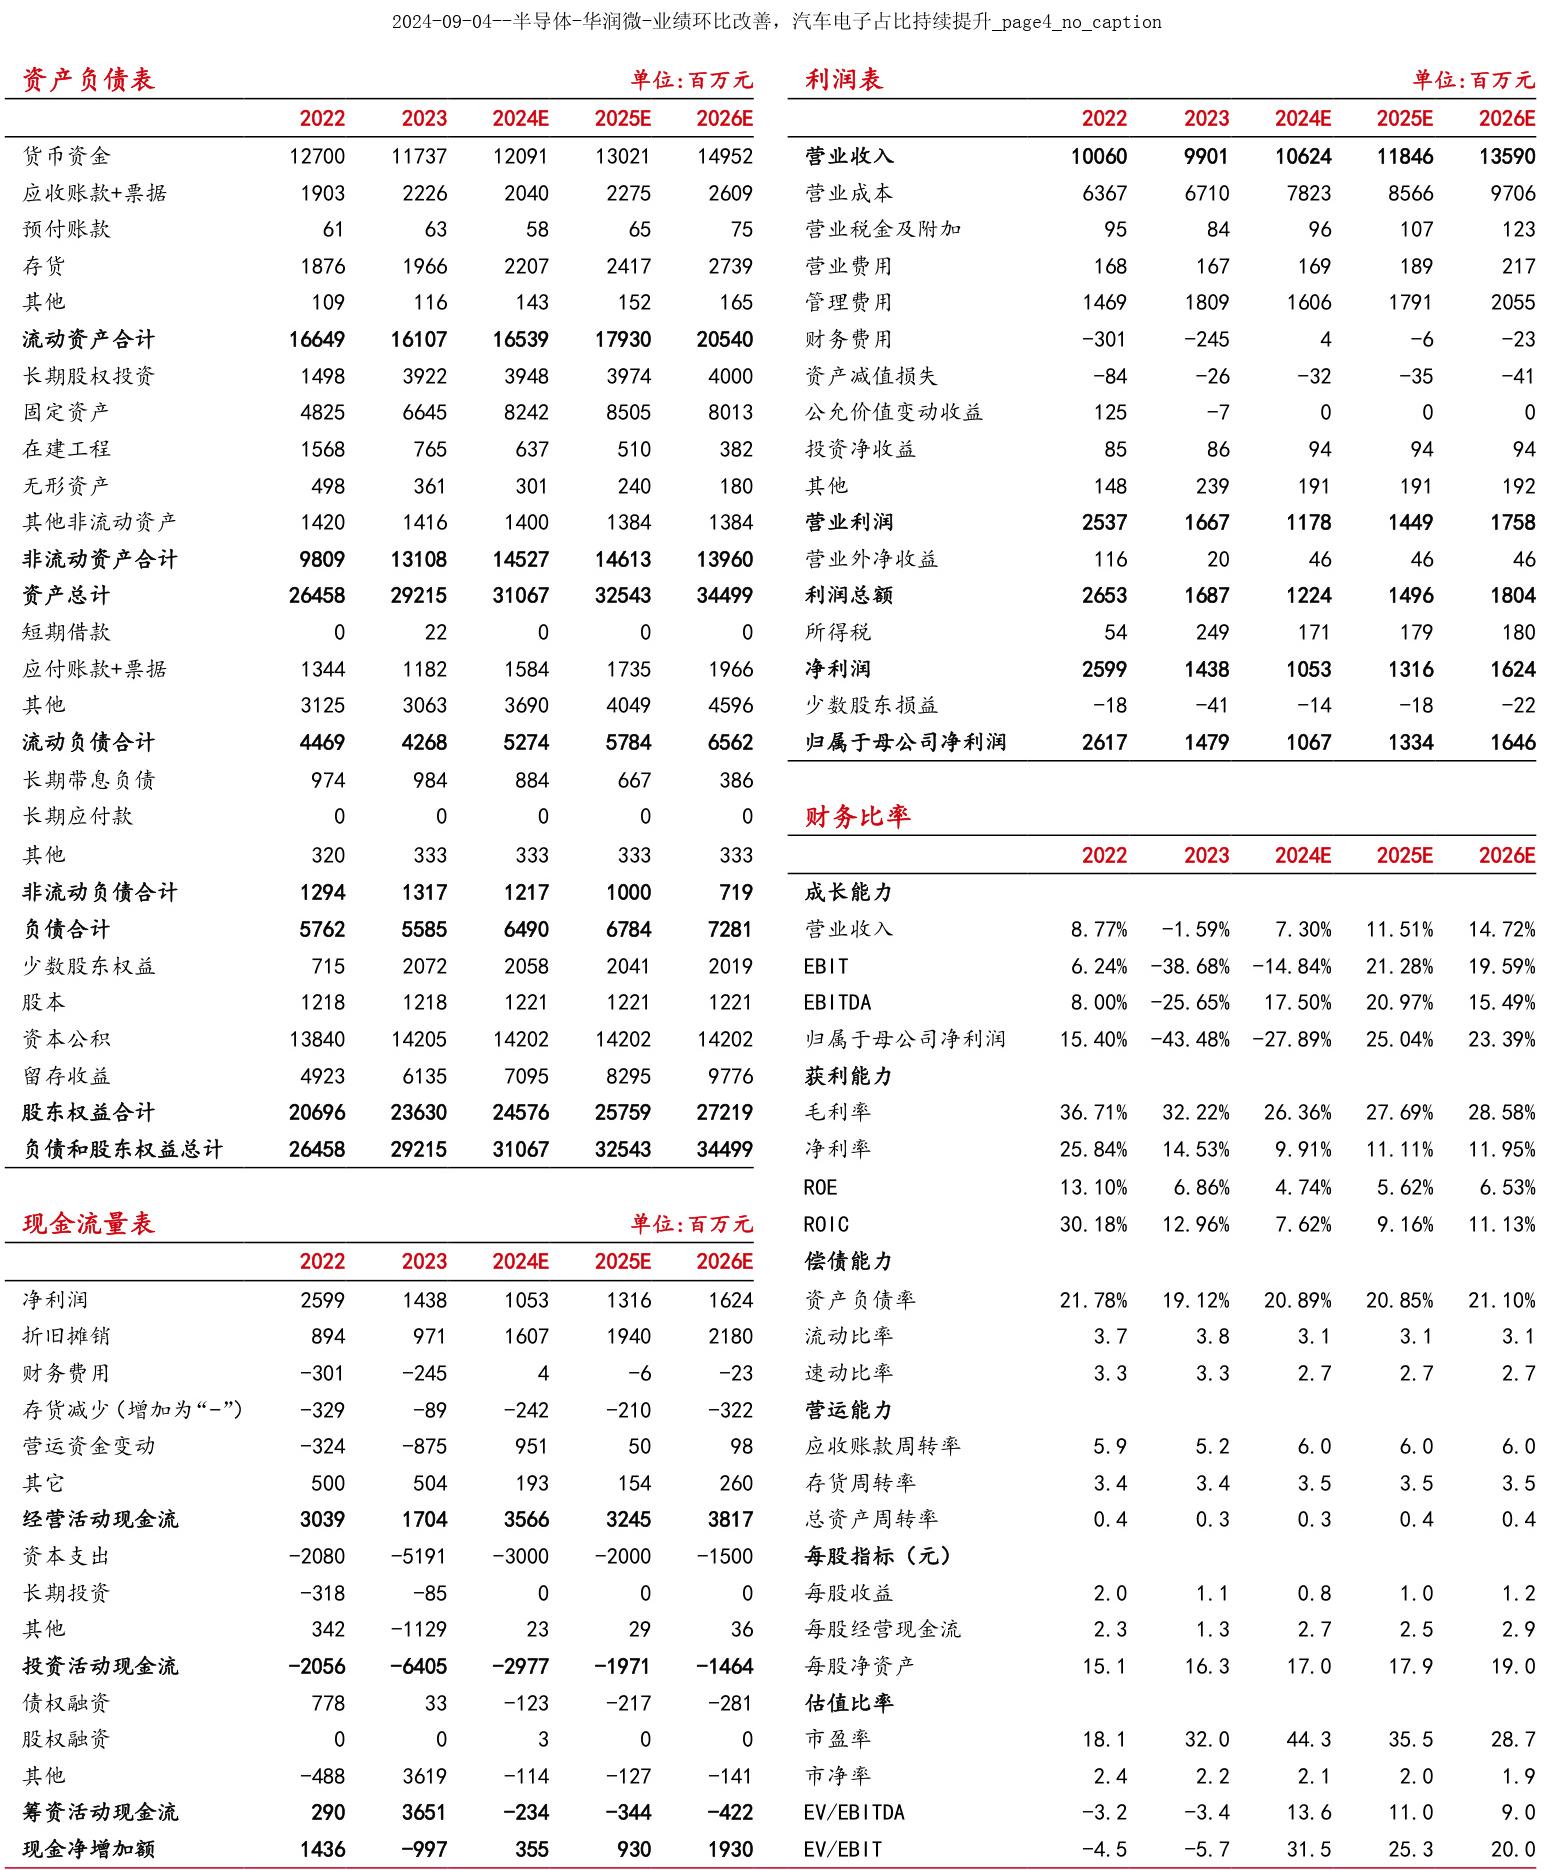 2024-09-04--半导体-华润微-业绩环比改善，汽车电子占比持续提升_page4_no_caption
资产负债表 单位:百万元
2022 2023 2024E 2025E 2026E
货币资金 12700 11737 12091 13021 14952
应收账款+票据 1903 2226 2040 2275 2609
预付账款 61 63 58 65 75
存货 1876 1966 2207 2417 2739
其他 109 116 143 152 165
流动资产合计 16649 16107 16539 17930 20540
长期股权投资 1498 3922 3948 3974 4000
固定资产 4825 6645 8242 8505 8013
在建工程 1568 765 637 510 382
无形资产 498 361 301 240 180
其他非流动资产 1420 1416 1400 1384 1384
非流动资产合计 9809 13108 14527 14613 13960
资产总计 26458 29215 31067 32543 34499
短期借款 0 22 0 0 0
应付账款+票据 1344 1182 1584 1735 1966
其他 3125 3063 3690 4049 4596
流动负债合计 4469 4268 5274 5784 6562
长期带息负债 974 984 884 667 386
长期应付款 0 0 0 0 0
其他 320 333 333 333 333
非流动负债合计 1294 1317 1217 1000 719
负债合计 5762 5585 6490 6784 7281
少数股东权益 715 2072 2058 2041 2019
股本 1218 1218 1221 1221 1221
资本公积 13840 14205 14202 14202 14202
留存收益 4923 6135 7095 8295 9776
股东权益合计 20696 23630 24576 25759 27219
负债和股东权益总计 26458 29215 31067 32543 34499
现金流量表 单位:百万元
2022 2023 2024E 2025E 2026E
净利润 2599 1438 1053 1316 1624
折旧摊销 894 971 1607 1940 2180
财务费用 -301 -245 4 -6 -23
存货减少(增加为“-”) -329 -89 -242 -210 -322
营运资金变动 -324 -875 951 50 98
其它 500 504 193 154 260
经营活动现金流 3039 1704 3566 3245 3817
资本支出 -2080 -5191 -3000 -2000 -1500
长期投资 -318 -85 0 0 0
其他 342 -1129 23 29 36
投资活动现金流 -2056 -6405 -2977 -1971 -1464
债权融资 778 33 -123 -217 -281
股权融资 0 0 3 0 0
其他 -488 3619 -114 -127 -141
筹资活动现金流 290 3651 -234 -344 -422
现金净增加额 1436 -997 355 930 1930
利润表 单位:百万元
2022 2023 2024E 2025E 2026E
营业收入 10060 9901 10624 11846 13590
营业成本 6367 6710 7823 8566 9706
营业税金及附加 95 84 96 107 123
营业费用 168 167 169 189 217
管理费用 1469 1809 1606 1791 2055
财务费用 -301 -245 4 -6 -23
资产减值损失 -84 -26 -32 -35 -41
公允价值变动收益 125 -7 0 0 0
投资净收益 85 86 94 94 94
其他 148 239 191 191 192
营业利润 2537 1667 1178 1449 1758
营业外净收益 116 20 46 46 46
利润总额 2653 1687 1224 1496 1804
所得税 54 249 171 179 180
净利润 2599 1438 1053 1316 1624
少数股东损益 -18 -41 -14 -18 -22
归属于母公司净利润 2617 1479 1067 1334 1646
财务比率
2022 2023 2024E 2025E 2026E
成长能力
营业收入 8.77% -1.59% 7.30% 11.51% 14.72%
EBIT 6.24% -38.68% -14.84% 21.28% 19.59%
EBITDA 8.00% -25.65% 17.50% 20.97% 15.49%
归属于母公司净利润 15.40% -43.48% -27.89% 25.04% 23.39%
获利能力
毛利率 36.71% 32.22% 26.36% 27.69% 28.58%
净利率 25.84% 14.53% 9.91% 11.11% 11.95%
ROE 13.10% 6.86% 4.74% 5.62% 6.53%
ROIC 30.18% 12.96% 7.62% 9.16% 11.13%
偿债能力
资产负债率 21.78% 19.12% 20.89% 20.85% 21.10%
流动比率 3.7 3.8 3.1 3.1 3.1
速动比率 3.3 3.3 2.7 2.7 2.7
营运能力
应收账款周转率 5.9 5.2 6.0 6.0 6.0
存货周转率 3.4 3.4 3.5 3.5 3.5
总资产周转率 0.4 0.3 0.3 0.4 0.4
每股指标（元）
每股收益 2.0 1.1 0.8 1.0 1.2
每股经营现金流 2.3 1.3 2.7 2.5 2.9
每股净资产 15.1 16.3 17.0 17.9 19.0
估值比率
市盈率 18.1 32.0 44.3 35.5 28.7
市净率 2.4 2.2 2.1 2.0 1.9
EV/EBITDA -3.2 -3.4 13.6 11.0 9.0
EV/EBIT -4.5 -5.7 31.5 25.3 20.0